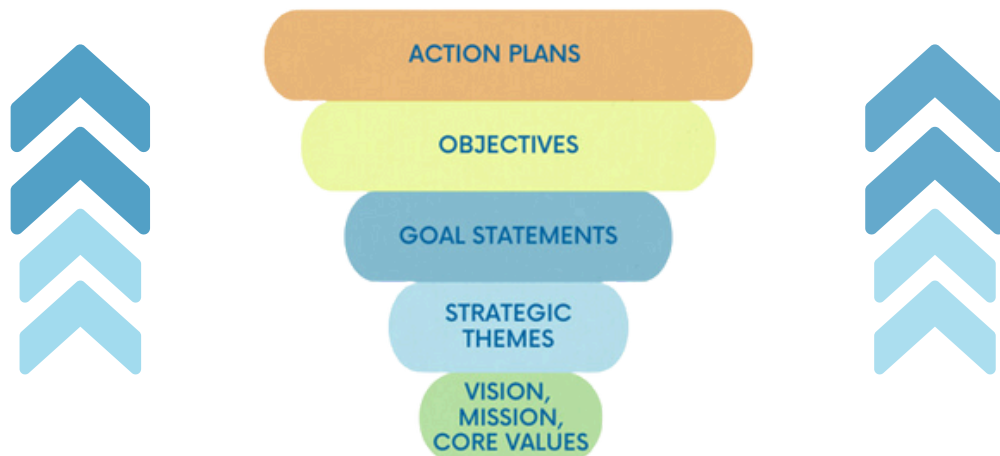 ACTION PLANS
OBJECTIVES
GOAL STATEMENTS
STRATEGIC
THEMES
VISION,
MISSION,
CORE VALUES